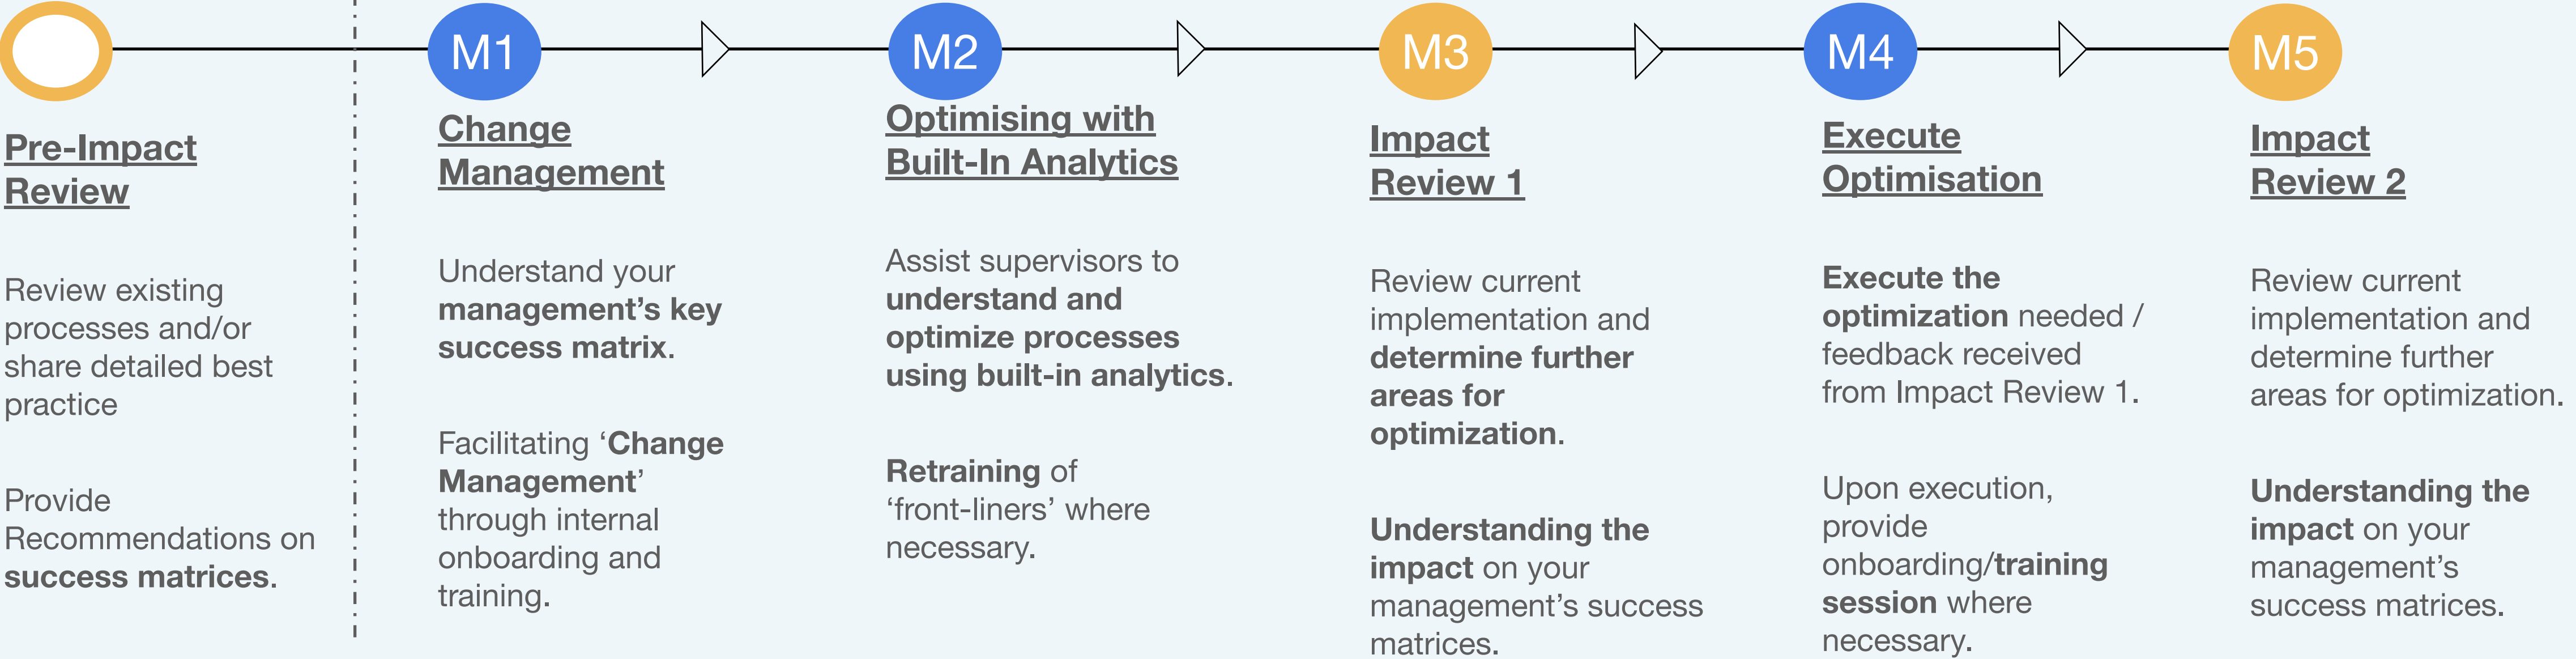 M1
M2
M3
M4
M5
Pre-Impact
Review
Review existing
processes and/or
share detailed best
practice
Provide
Recommendations on
success matrices.
Change
Management
Understand your
management’s key
success matrix.
Facilitating ‘Change
Management’
through internal
onboarding and
training.
Optimising with
Built-In Analytics
Assist supervisors to
understand and
optimize processes
using built-in analytics.
Retraining of
‘front-liners’ where
necessary.
Impact
Review 1
Review current
implementation and
determine further
areas for
optimization.
Understanding the
impact on your
management’s success
matrices.
Execute
Optimisation
Execute the
optimization needed /
feedback received
from Impact Review 1.
Upon execution,
provide
onboarding/training
session where
necessary.
Impact
Review 2
Review current
implementation and
determine further
areas for optimization.
Understanding the
impact on your
management’s
success matrices.